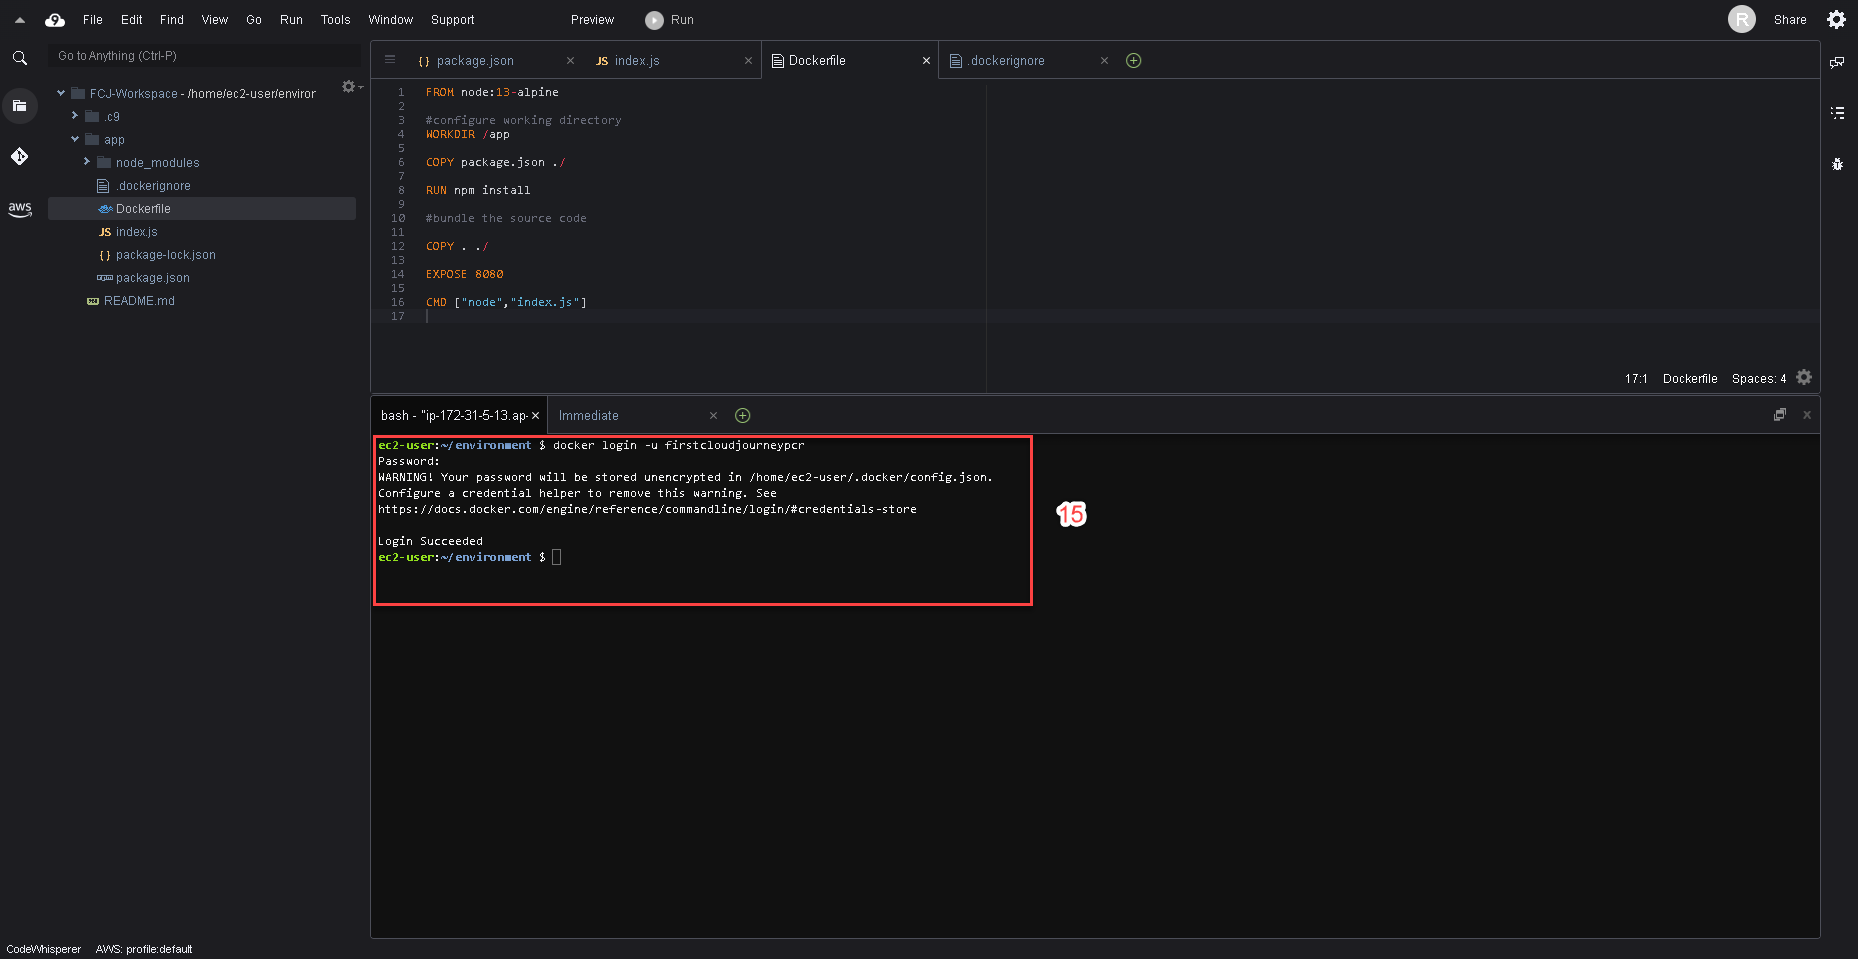 File Edit Find View Go Run Tools Window Support Preview Run R Share
Go to Anything (Ctrl-P)
FCJ-Workspace - /home/ec2-user/enviror
.c9
app
node_modules
.dockerignore
Dockerfile
JS index.js
{ } package-lock.json
package.json
README.md
aws
{ } package.json
JS index.js
Dockerfile
.dockerignore
1 FROM node:13-alpine
2
3 #configure working directory
4 WORKDIR /app
5
6 COPY package.json ./
7
8 RUN npm install
9
10 #bundle the source code
11
12 COPY . ./
13
14 EXPOSE 8080
15
16 CMD ["node","index.js"]
17
17:1 Dockerfile Spaces: 4
bash - "ip-172-31-5-13.ap-
Immediate
ec2-user:~/environment $ docker login -u firstcloudjourneypcr
Password:
WARNING! Your password will be stored unencrypted in /home/ec2-user/.docker/config.json.
Configure a credential helper to remove this warning. See
https://docs.docker.com/engine/reference/commandline/login/#credentials-store
Login Succeeded
ec2-user:~/environment $
15
CodeWhisperer AWS: profile:default